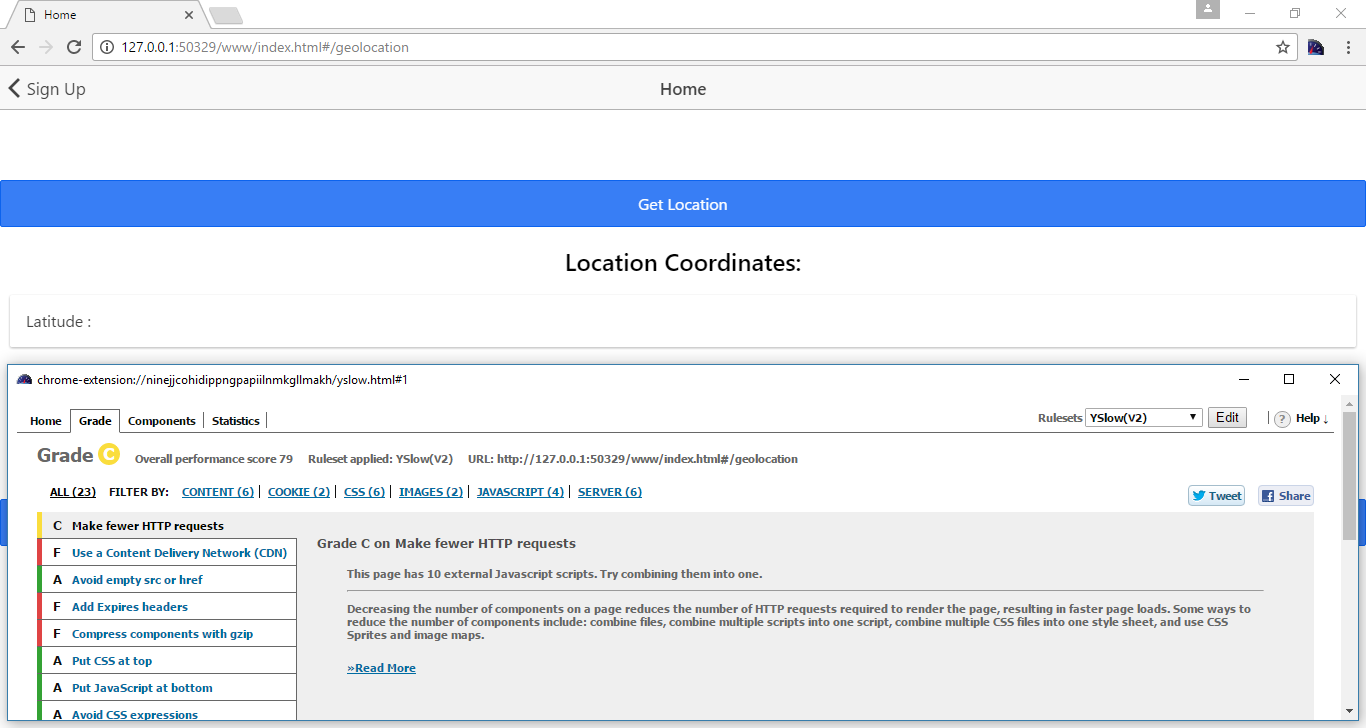 Home
127.0.0.1:50329/www/index.html#/geolocation
Sign Up
Home
Get Location
Location Coordinates:
Latitude :
chrome-extension://ninejjcohidippngpapiilnmkgllmakh/yslow.html#1
Home Grade Components Statistics Rulesets YSlow(V2) Edit ? Help ↓
Grade C Overall performance score 79 Ruleset applied: YSlow(V2) URL: http://127.0.0.1:50329/www/index.html#/geolocation
ALL (23) FILTER BY: CONTENT (6) | COOKIE (2) | CSS (6) | IMAGES (2) | JAVASCRIPT (4) | SERVER (6) Tweet Share
C Make fewer HTTP requests
F Use a Content Delivery Network (CDN)
A Avoid empty src or href
F Add Expires headers
F Compress components with gzip
A Put CSS at top
A Put JavaScript at bottom
A Avoid CSS expressions
Grade C on Make fewer HTTP requests
This page has 10 external Javascript scripts. Try combining them into one.
Decreasing the number of components on a page reduces the number of HTTP requests required to render the page, resulting in faster page loads. Some ways to
reduce the number of components include: combine files, combine multiple scripts into one script, combine multiple CSS files into one style sheet, and use CSS
Sprites and image maps.
»Read More